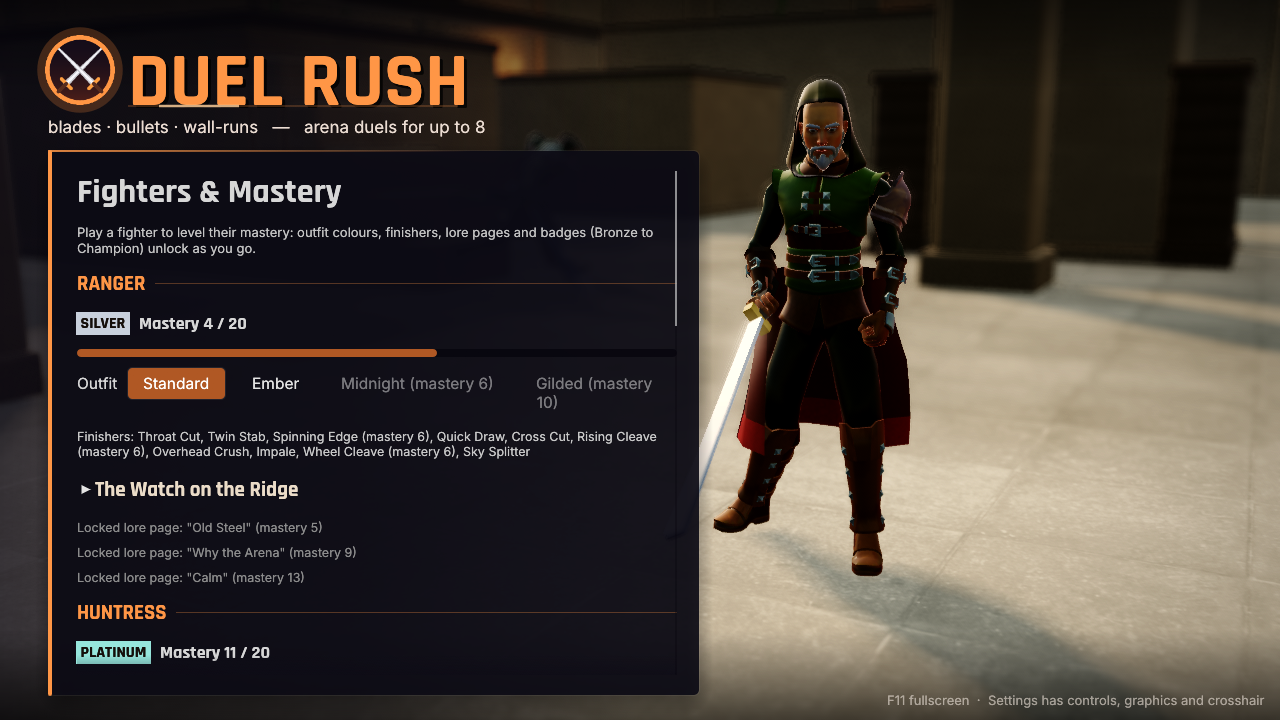 DUEL RUSH
blades · bullets · wall-runs — arena duels for up to 8
Fighters & Mastery
Play a fighter to level their mastery: outfit colours, finishers, lore pages and badges (Bronze to
Champion) unlock as you go.
RANGER
SILVER Mastery 4 / 20
Outfit Standard Ember Midnight (mastery 6) Gilded (mastery
10)
Finishers: Throat Cut, Twin Stab, Spinning Edge (mastery 6), Quick Draw, Cross Cut, Rising Cleave
(mastery 6), Overhead Crush, Impale, Wheel Cleave (mastery 6), Sky Splitter
▸ The Watch on the Ridge
Locked lore page: "Old Steel" (mastery 5)
Locked lore page: "Why the Arena" (mastery 9)
Locked lore page: "Calm" (mastery 13)
HUNTRESS
PLATINUM Mastery 11 / 20
F11 fullscreen · Settings has controls, graphics and crosshair